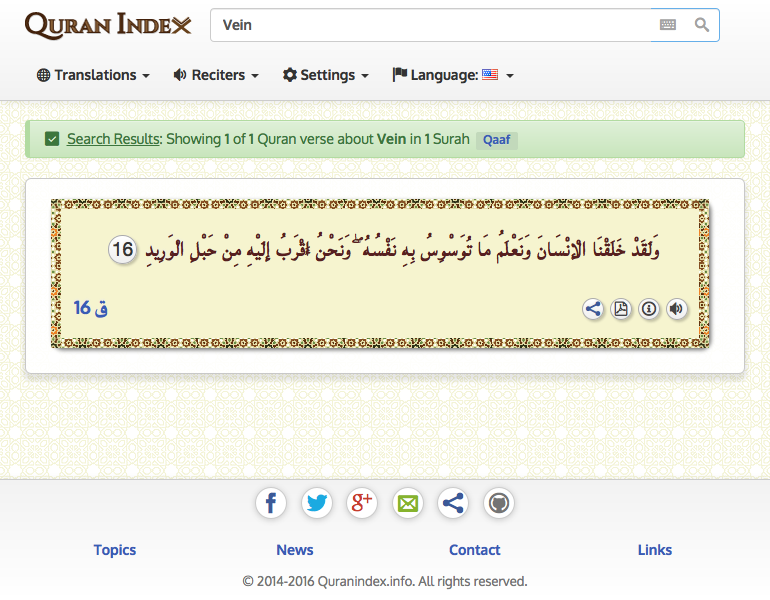 QURAN INDEX
Vein
Translations Reciters Settings Language:
Search Results: Showing 1 of 1 Quran verse about Vein in 1 Surah Qaaf
وَلَقَدْ خَلَقْنَا الْإِنْسَانَ وَنَعْلَمُ مَا تُوَسْوِسُ بِهِ نَفْسُهُ ۖ وَنَحْنُ أَقْرَبُ إِلَيْهِ مِنْ حَبْلِ الْوَرِيدِ 16
ق 16
Topics News Contact Links
© 2014-2016 Quranindex.info. All rights reserved.